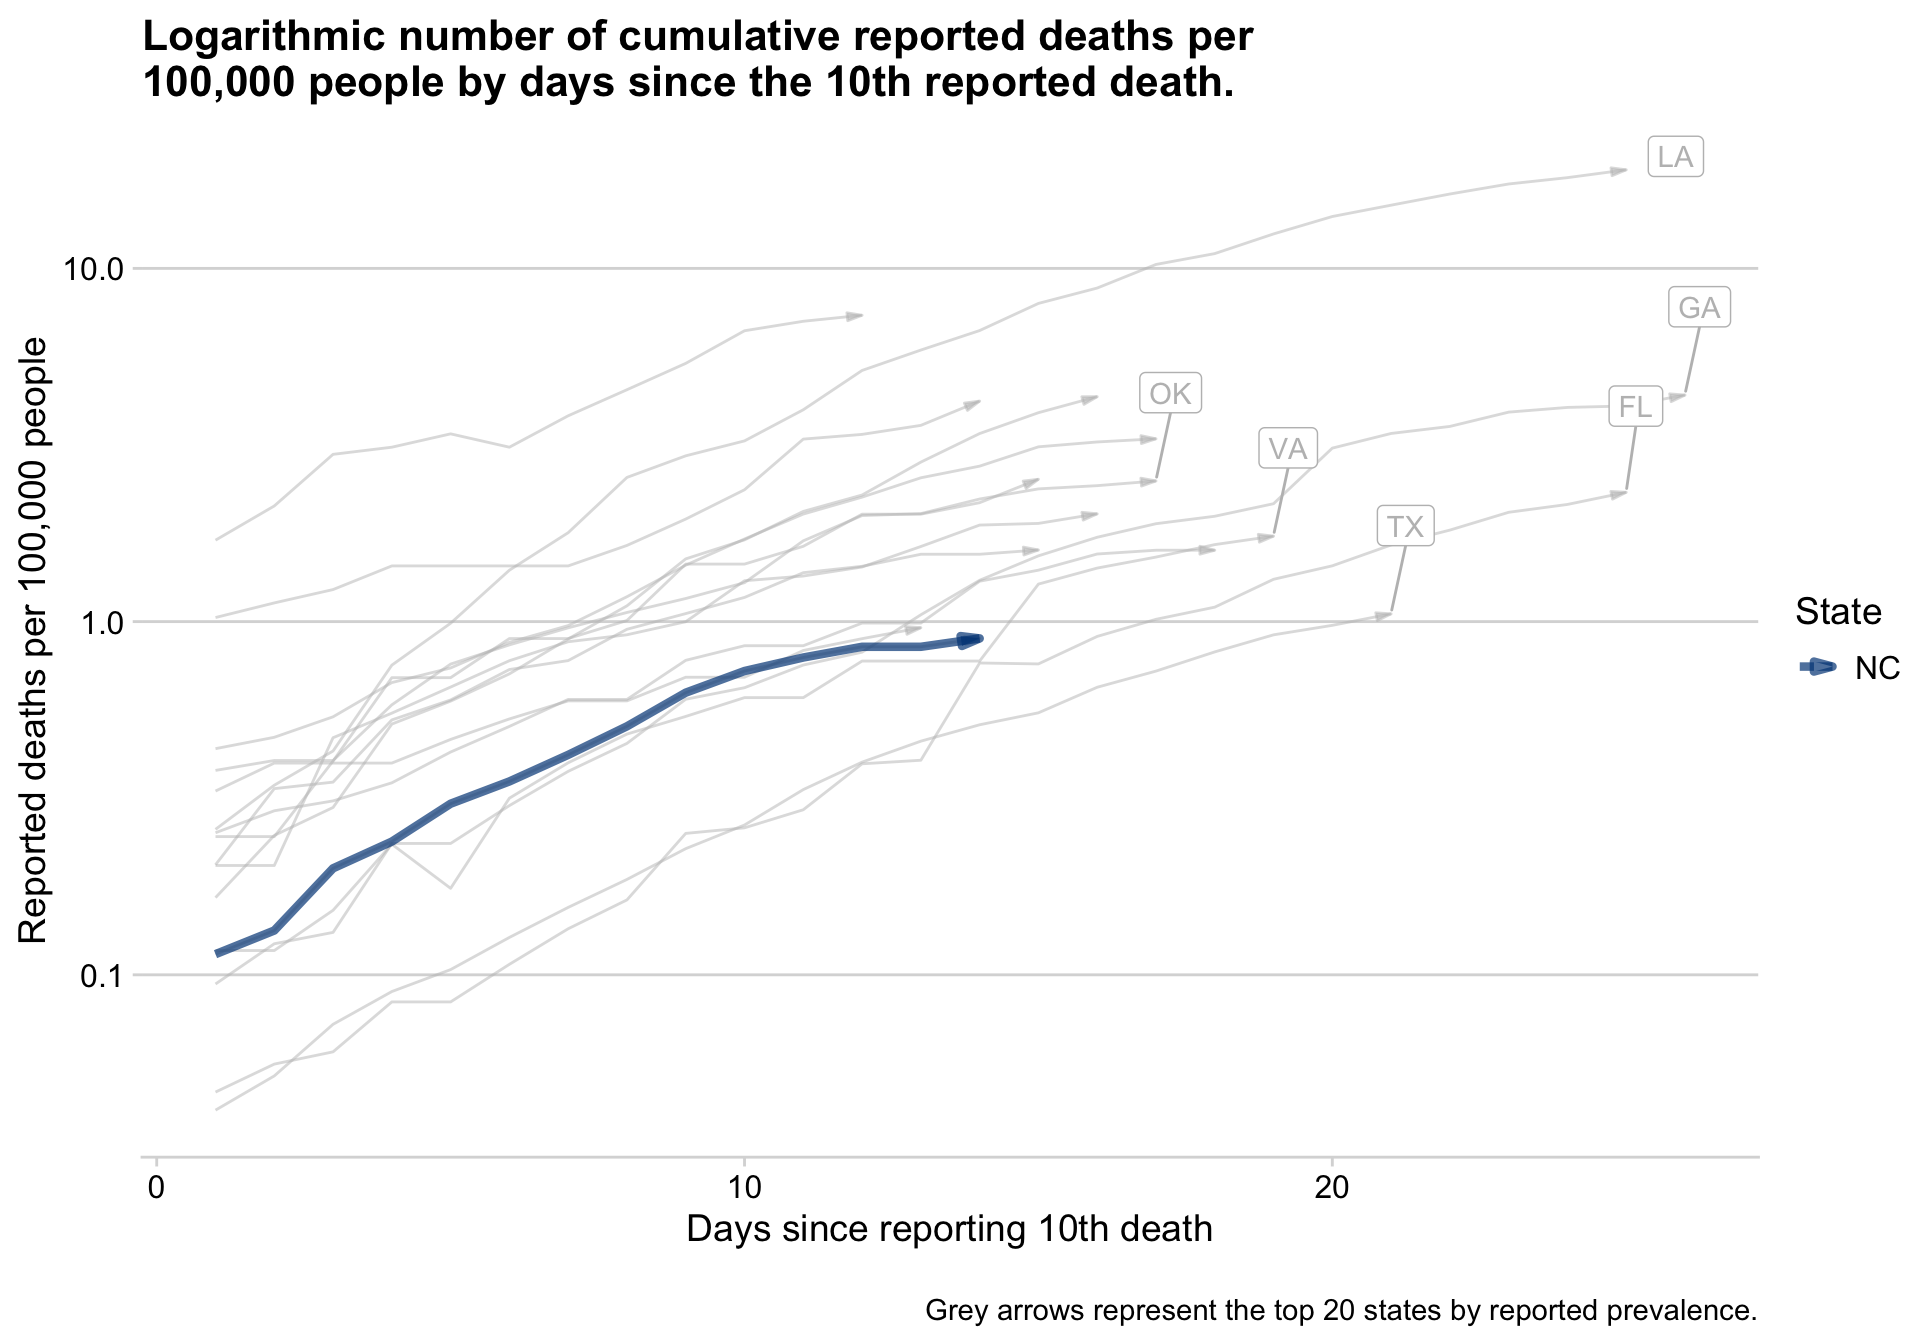 Logarithmic number of cumulative reported deaths per
100,000 people by days since the 10th reported death.
Reported deaths per 100,000 people
10.0
1.0
0.1
LA
GA
OK
FL
VA
TX
State
NC
0
10
20
Days since reporting 10th death
Grey arrows represent the top 20 states by reported prevalence.